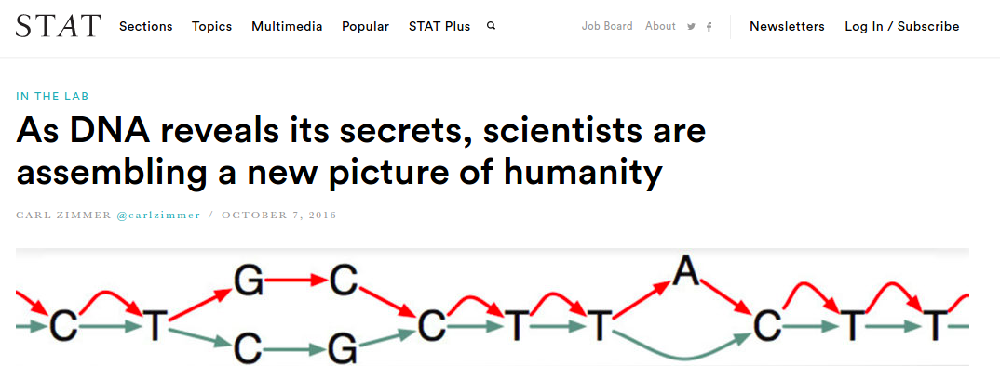 STAT Sections Topics Multimedia Popular STAT Plus Job Board About Newsletters Log In / Subscribe
IN THE LAB
As DNA reveals its secrets, scientists are
assembling a new picture of humanity
CARL ZIMMER @carlzimmer / OCTOBER 7, 2016
G C A
C T C T T C T T
C G